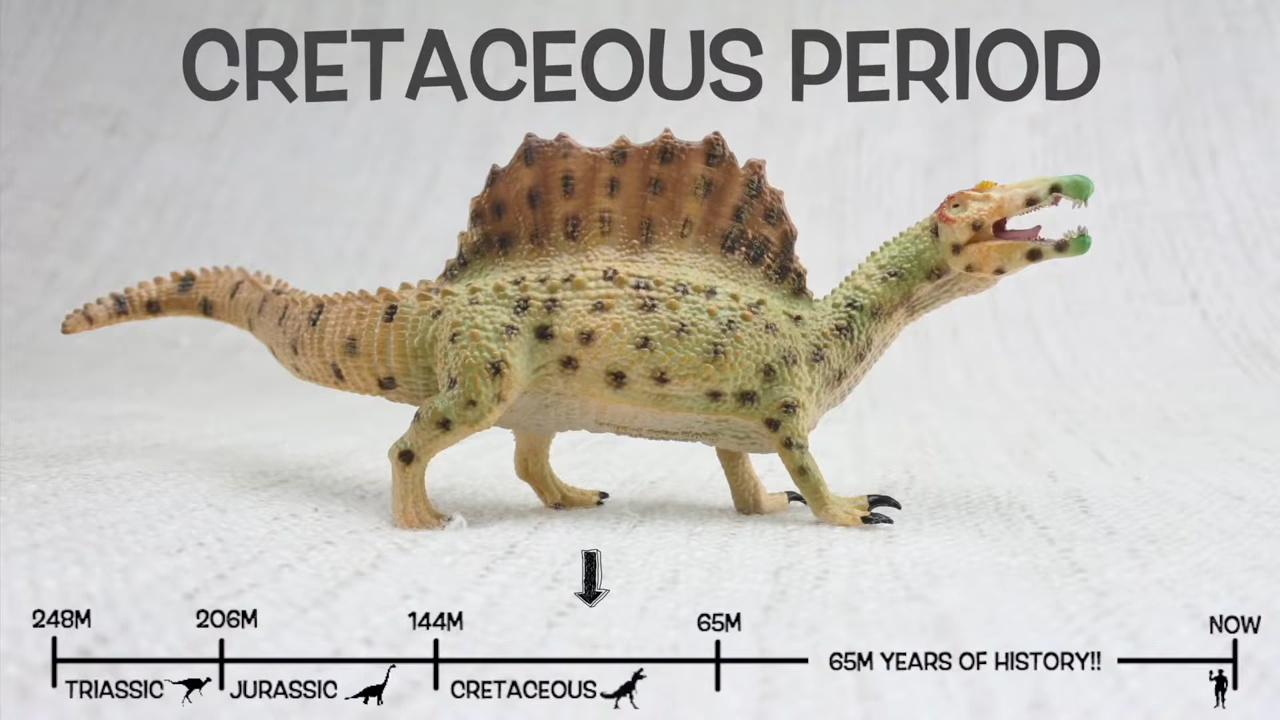 CRETACEOUS PERIOD
248M 206M 144M 65M NOW
65M YEARS OF HISTORY!!
TRIASSIC JURASSIC CRETACEOUS